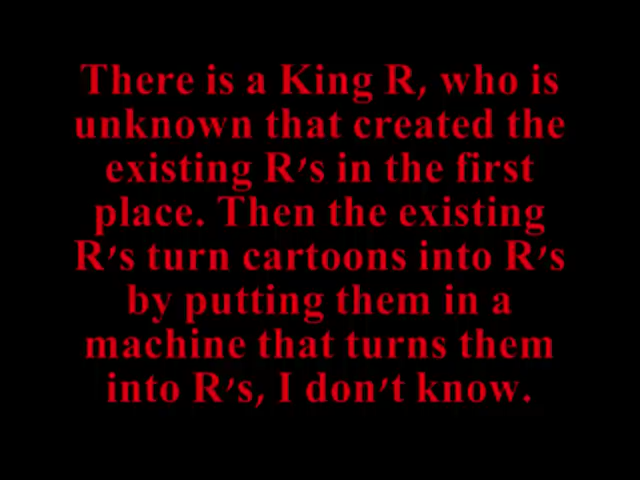 There is a King R, who is
unknown that created the
existing R's in the first
place. Then the existing
R's turn cartoons into R's
by putting them in a
machine that turns them
into R's, I don't know.